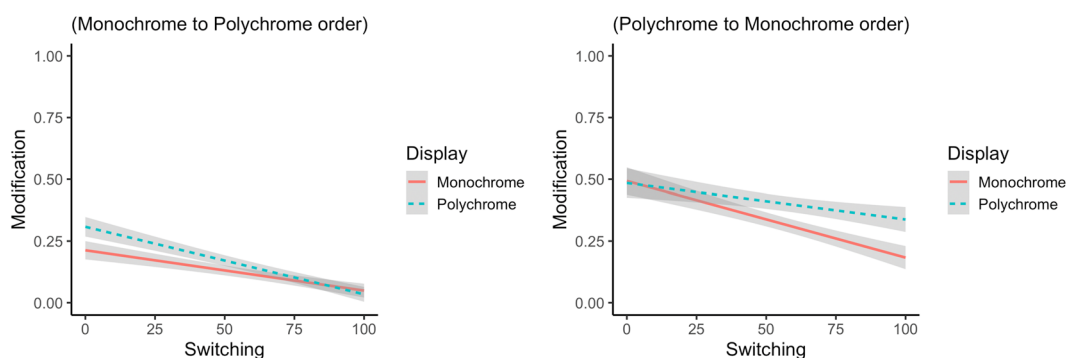 (Monochrome to Polychrome order)
1.00
0.75
0.50
0.25
0.00
Modification
0 25 50 75 100
Switching
Display
Monochrome
Polychrome
(Polychrome to Monochrome order)
1.00
0.75
0.50
0.25
0.00
Modification
0 25 50 75 100
Switching
Display
Monochrome
Polychrome